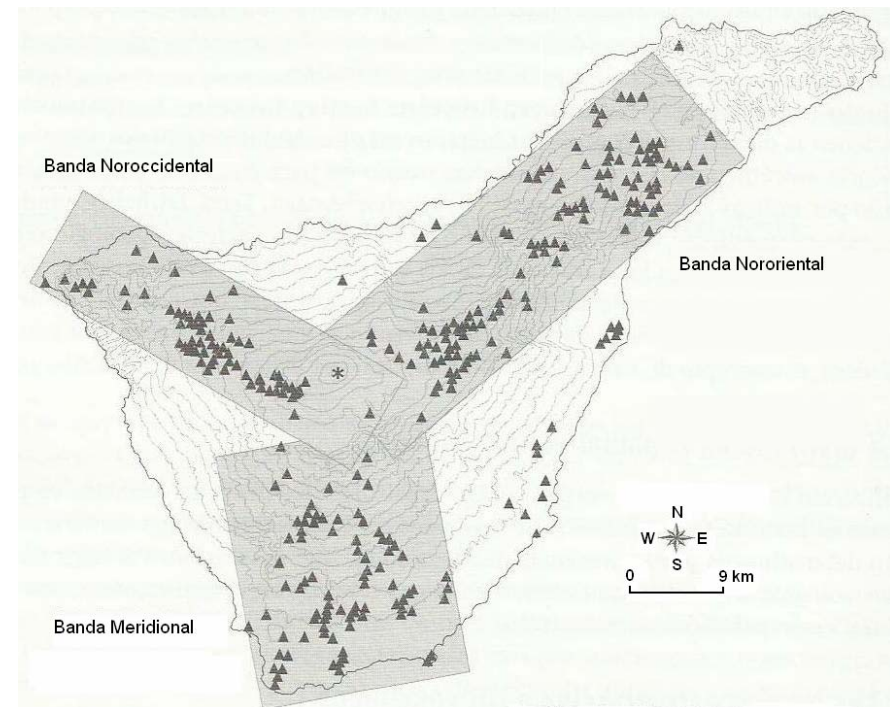 Banda Noroccidental
Banda Nororiental
N
W E
S
0 9 km
Banda Meridional